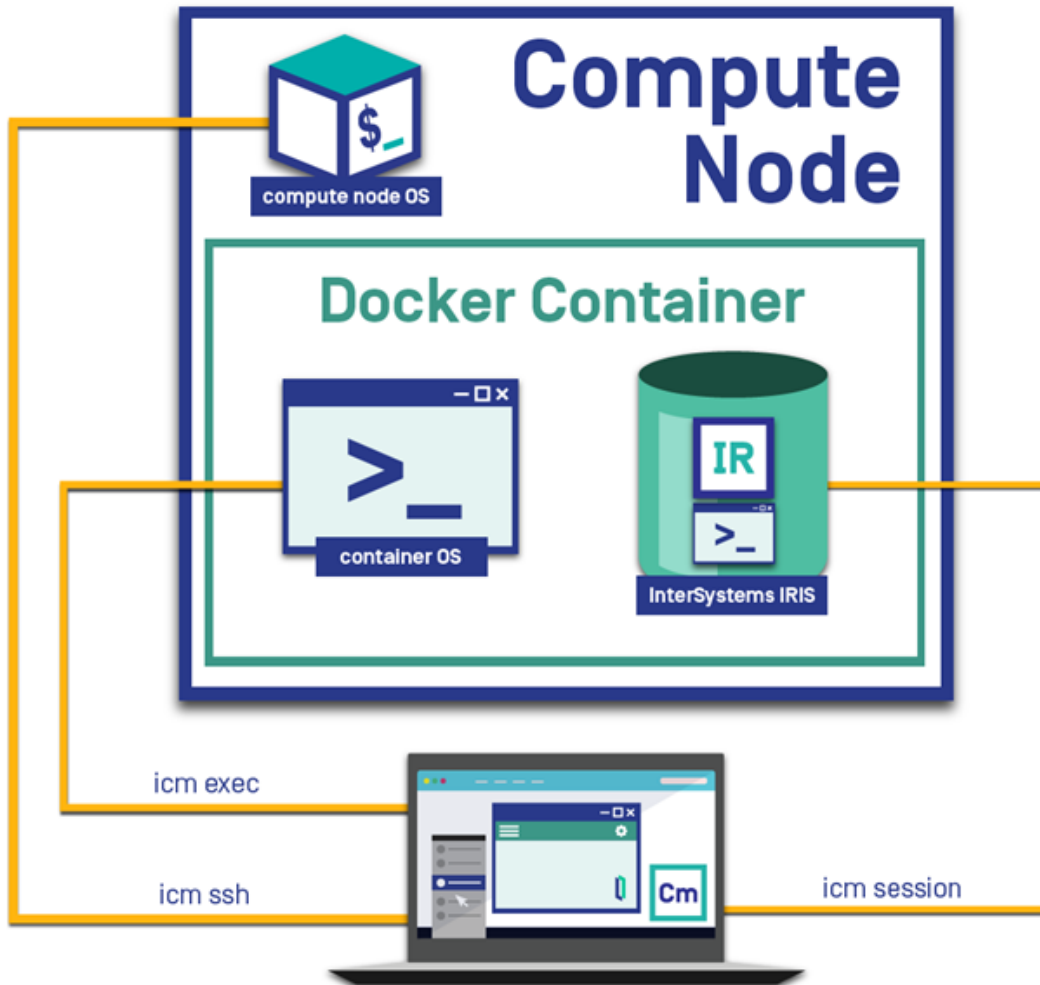 Compute
Node
$_
compute node OS
Docker Container
>_
container OS
IR
>_
InterSystems IRIS
icm exec
icm ssh
Cm
icm session